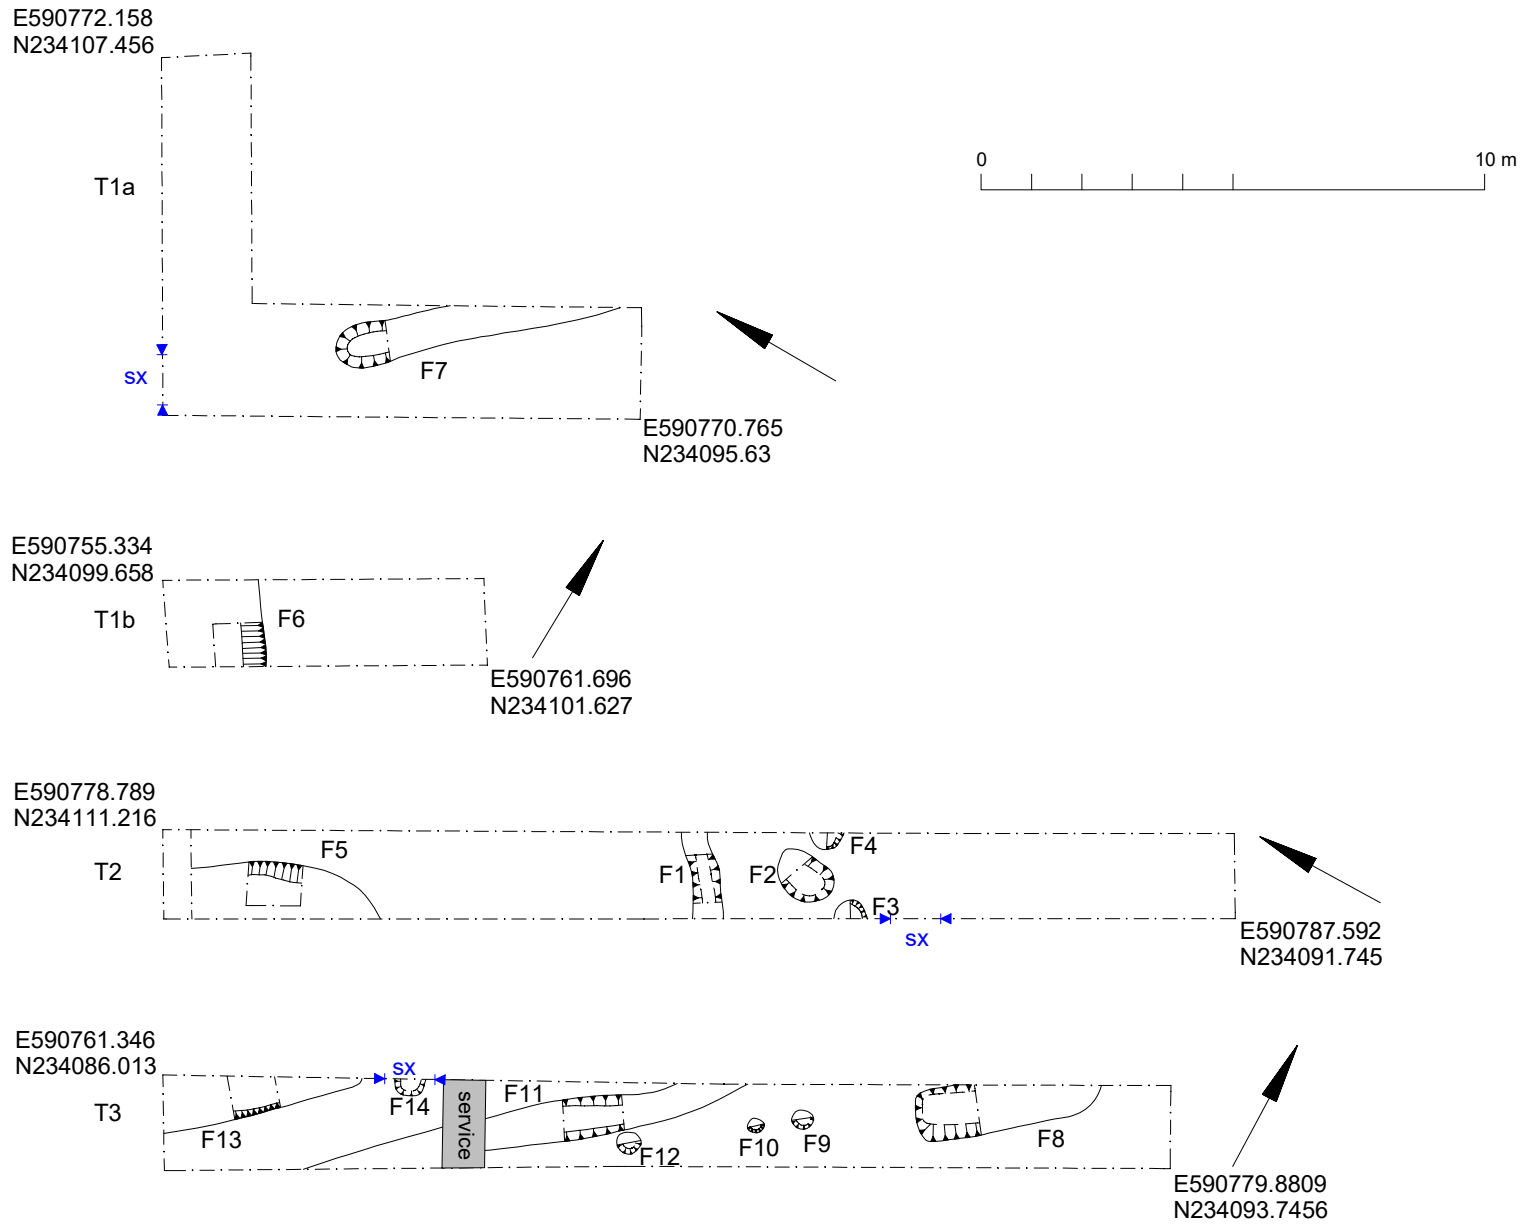 E590772.158
N234107.456
0
10 m
T1a
sx
F7
E590770.765
N234095.63
E590755.334
N234099.658
T1b
F6
E590761.696
N234101.627
E590778.789
N234111.216
T2
F5
F1
F2
F4
F3
sx
E590787.592
N234091.745
E590761.346
N234086.013
T3
F13
sx
F14
service
F11
F12
F10
F9
F8
E590779.8809
N234093.7456